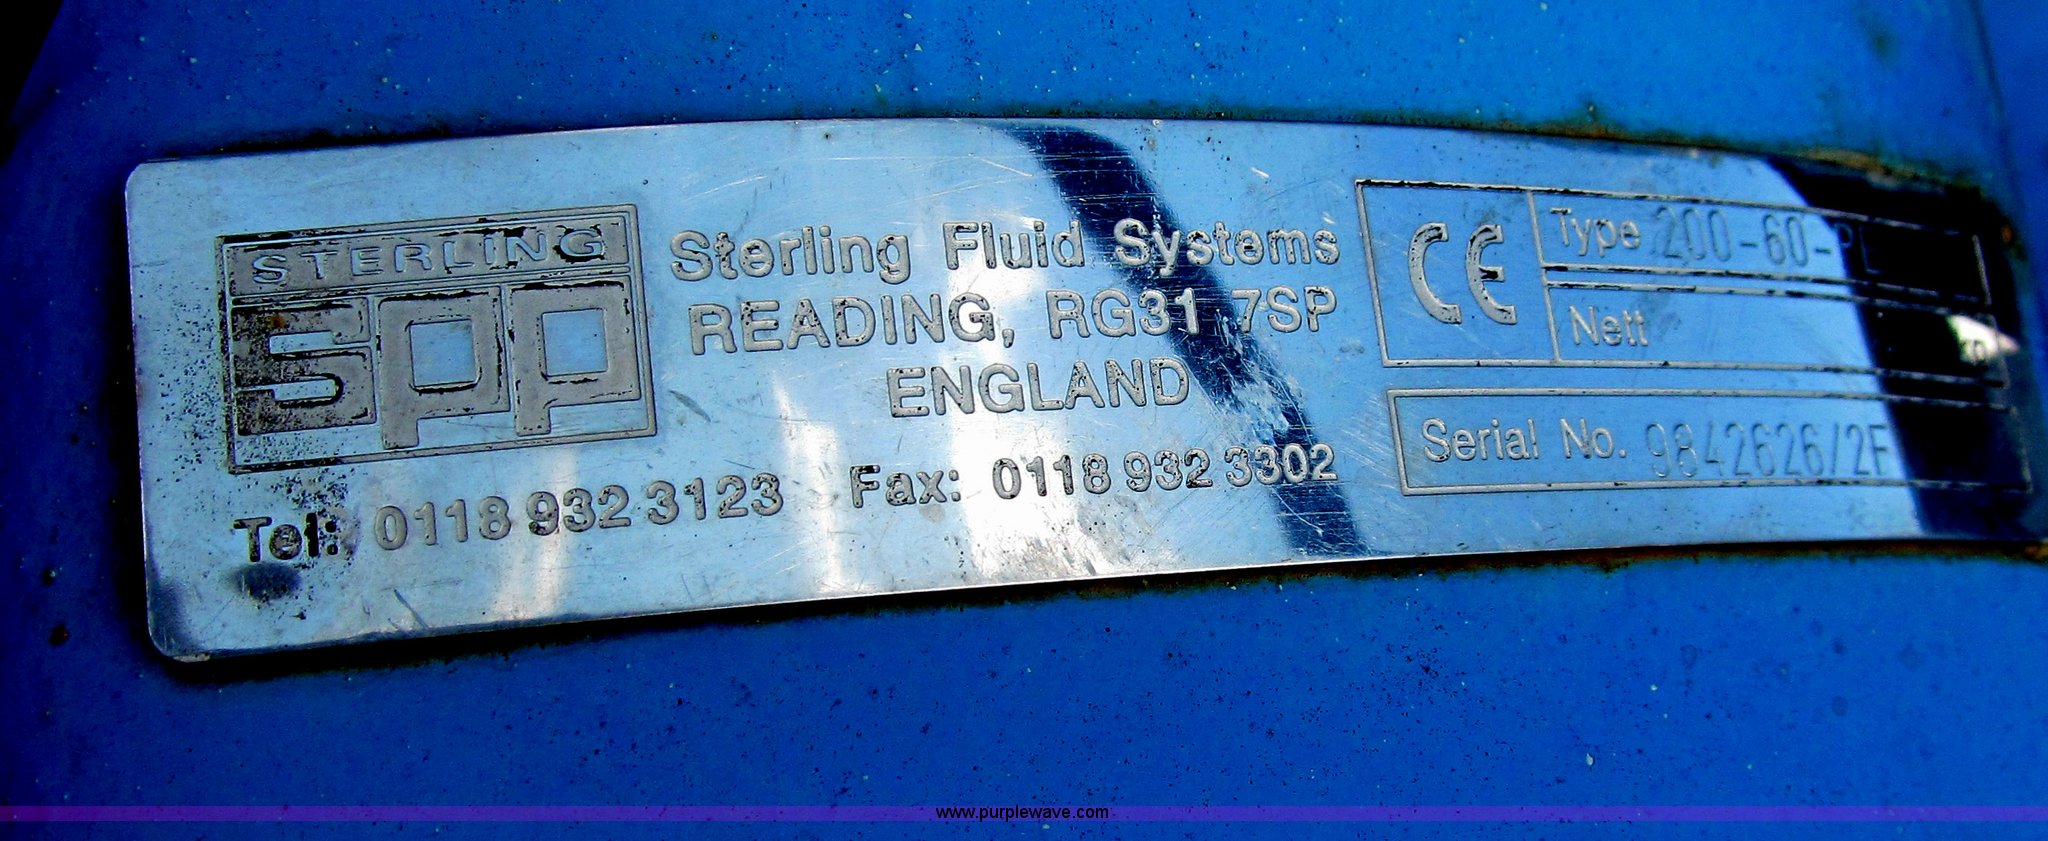 STERLING
spp
Sterling Fluid Systems
READING, RG31 7SP
ENGLAND
Tel: 0118 932 3123 Fax: 0118 932 3302
CE
Type 200-60-
Nett
Serial No. 9842626/2F
www.purplewave.com